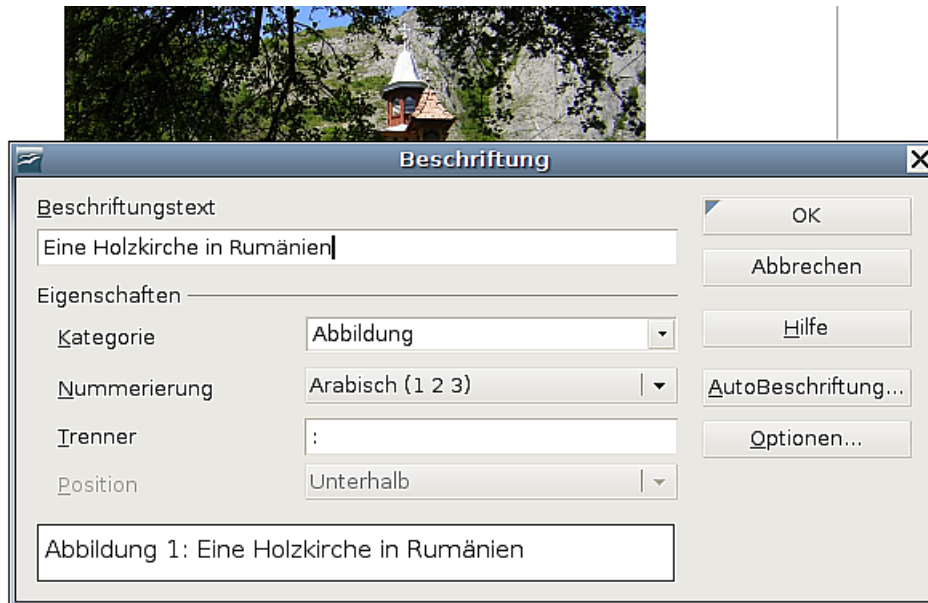 Beschriftung
Beschriftungstext
Eine Holzkirche in Rumänien
Eigenschaften
Kategorie
Abbildung
Nummerierung
Arabisch (1 2 3)
Trenner
:
Position
Unterhalb
Abbildung 1: Eine Holzkirche in Rumänien
OK
Abbrechen
Hilfe
AutoBeschriftung...
Optionen...